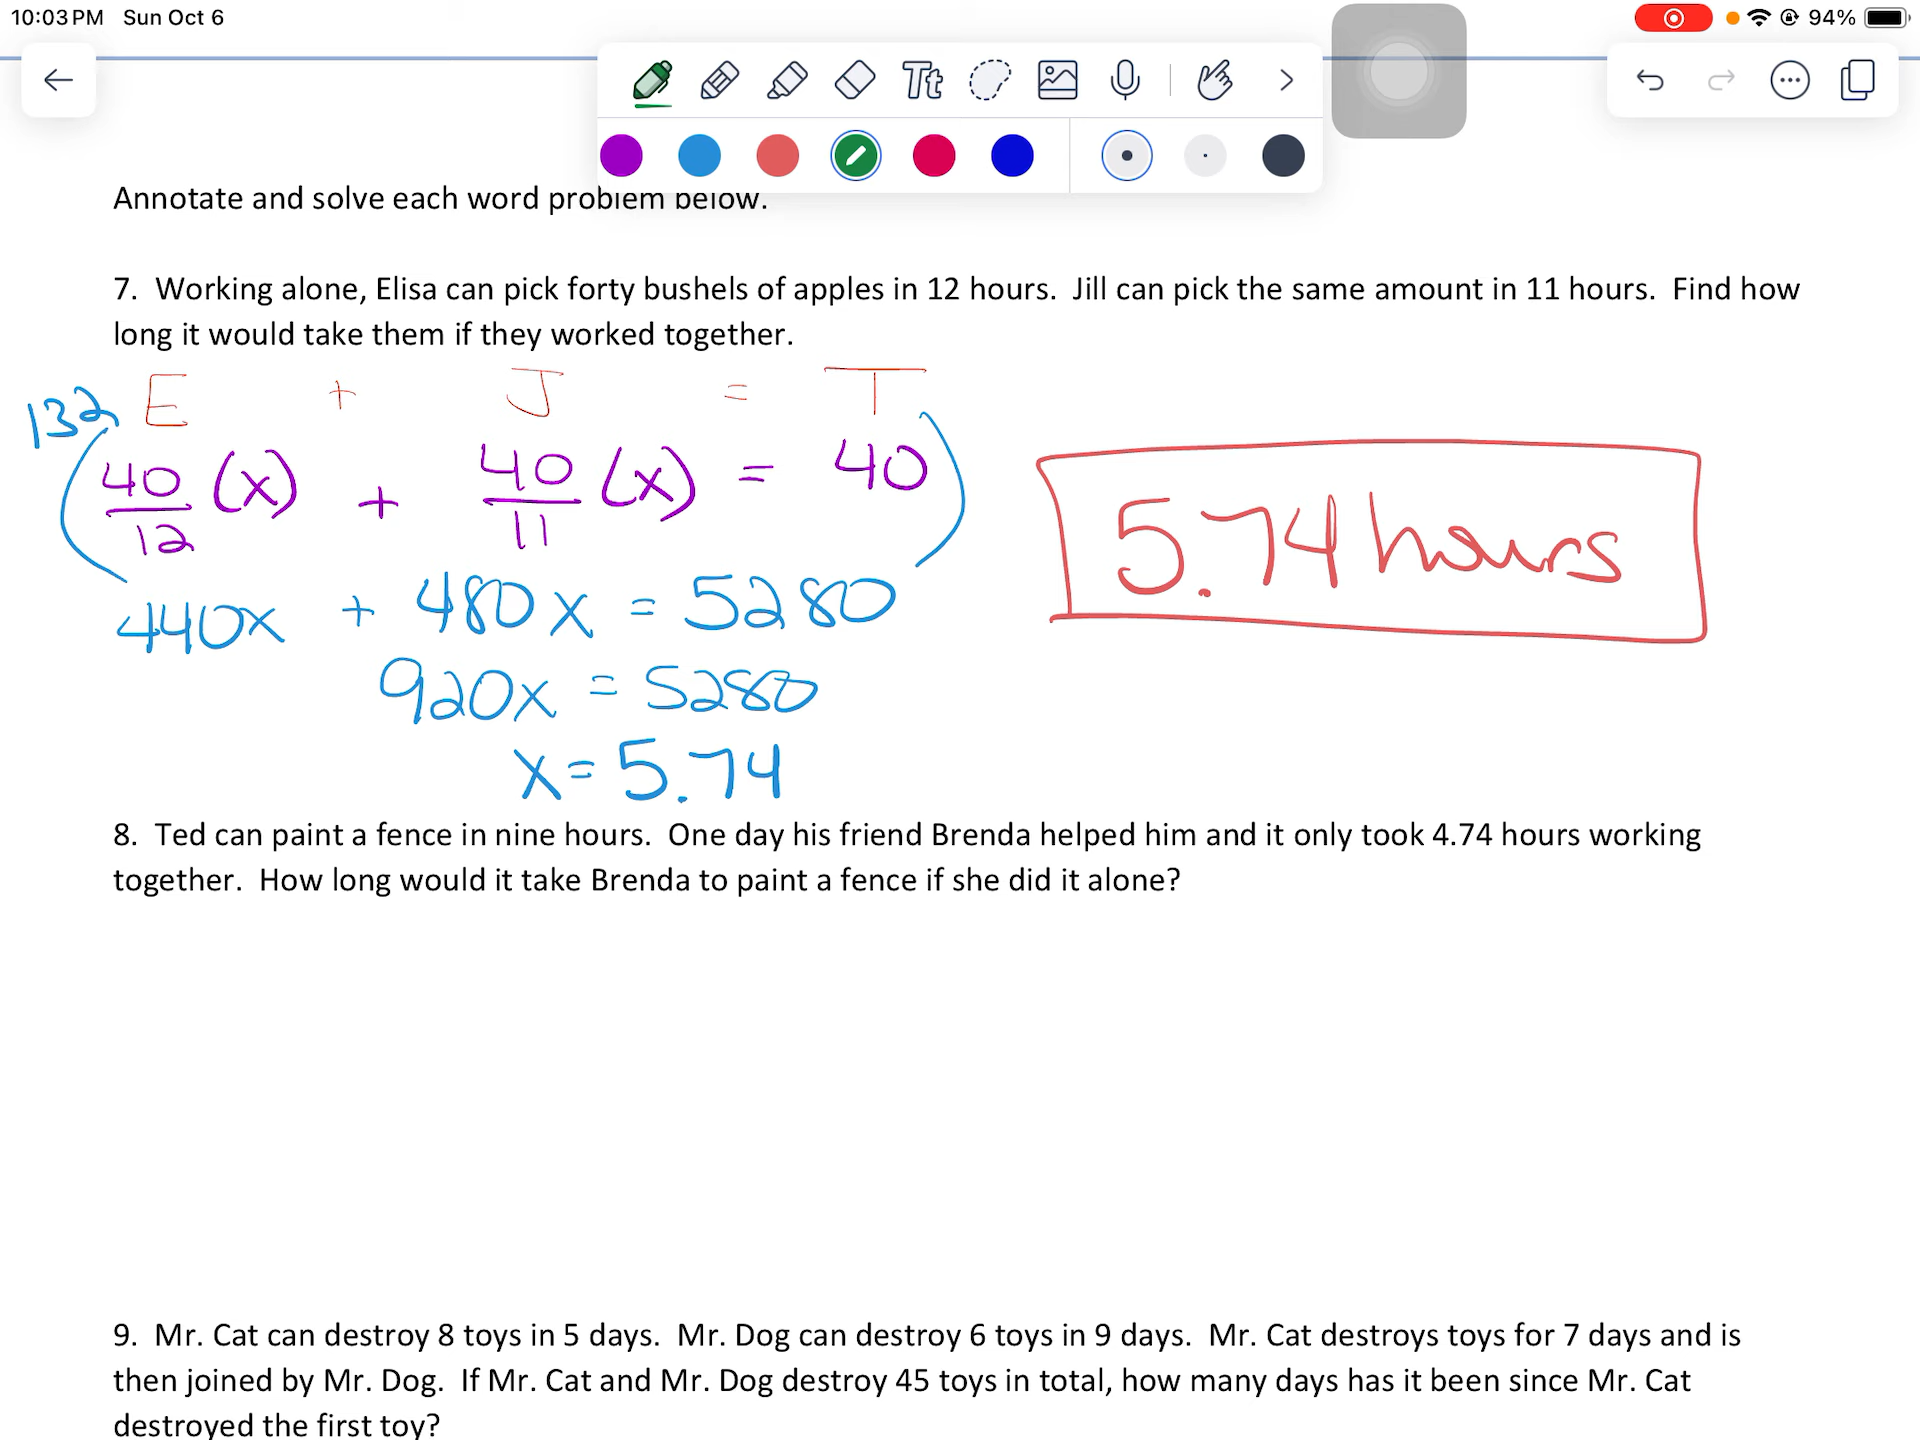 10:03 PM Sun Oct 6 94%
Tt
Annotate and solve each word problem below.
7. Working alone, Elisa can pick forty bushels of apples in 12 hours. Jill can pick the same amount in 11 hours. Find how
long it would take them if they worked together.
E + J = T
132 (40/12 (x) + 40/11 (x) = 40)
440x + 480x = 5280
920x = 5280
x = 5.74
5.74 hours
8. Ted can paint a fence in nine hours. One day his friend Brenda helped him and it only took 4.74 hours working
together. How long would it take Brenda to paint a fence if she did it alone?
9. Mr. Cat can destroy 8 toys in 5 days. Mr. Dog can destroy 6 toys in 9 days. Mr. Cat destroys toys for 7 days and is
then joined by Mr. Dog. If Mr. Cat and Mr. Dog destroy 45 toys in total, how many days has it been since Mr. Cat
destroyed the first toy?